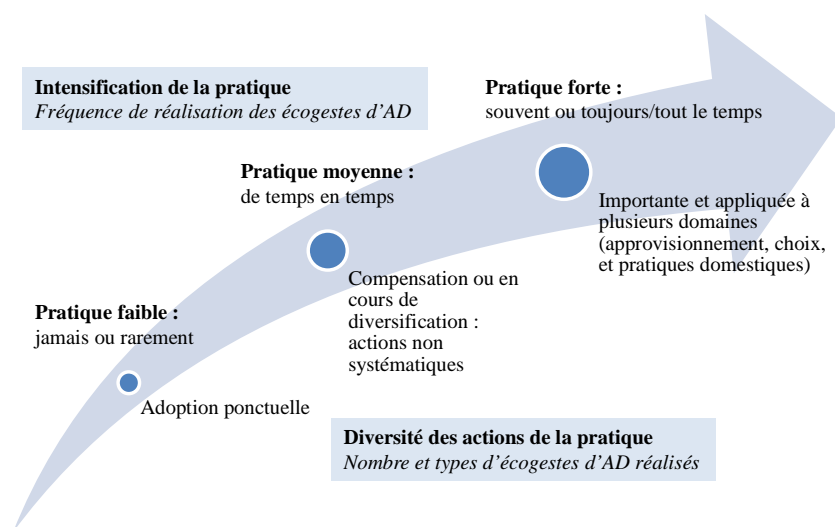 Intensification de la pratique
Fréquence de réalisation des écogestes d’AD
Pratique forte :
souvent ou toujours/tout le temps
Pratique moyenne :
de temps en temps
Importante et appliquée à
plusieurs domaines
(approvisionnement, choix,
et pratiques domestiques)
Compensation ou en
cours de
diversification :
actions non
systématiques
Pratique faible :
jamais ou rarement
Adoption ponctuelle
Diversité des actions de la pratique
Nombre et types d’écogestes d’AD réalisés